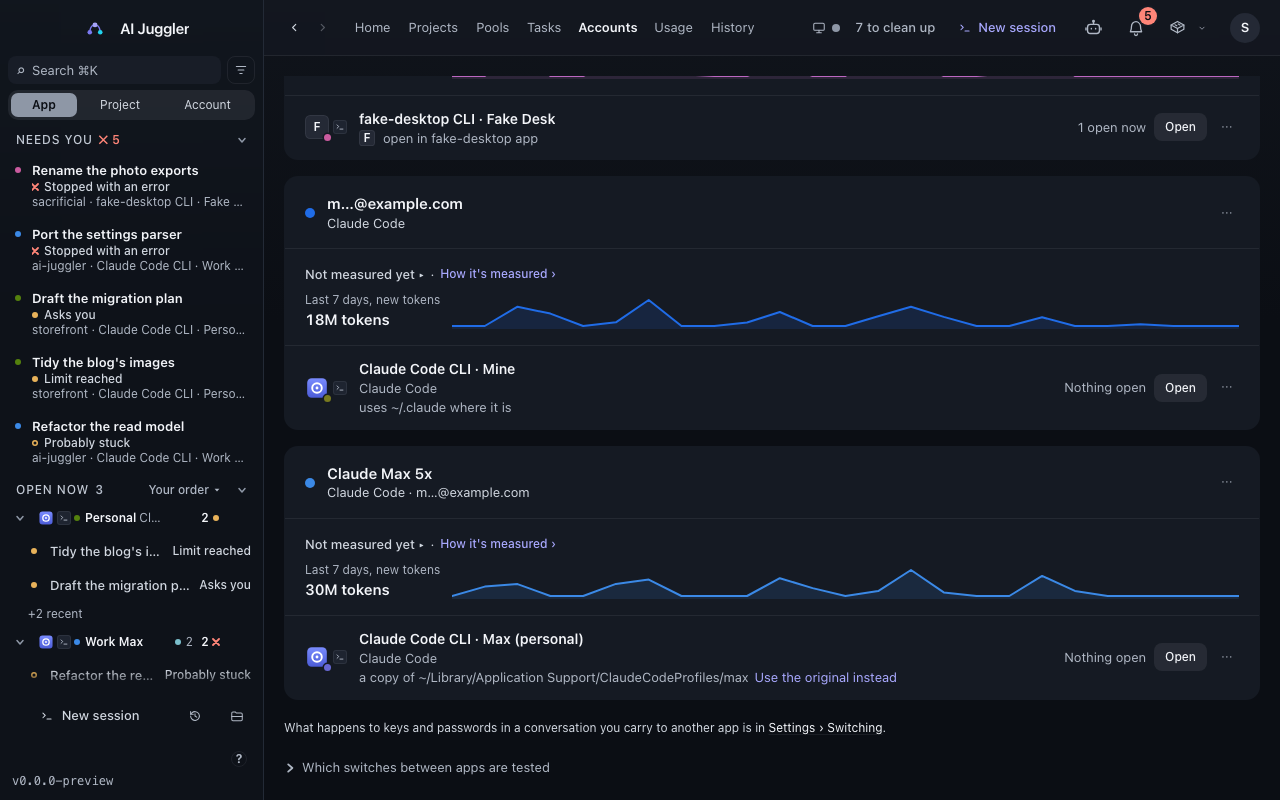 AI Juggler
Home Projects Pools Tasks Accounts Usage History
7 to clean up
New session
5
S
Search ⌘K
App Project Account
NEEDS YOU 5
Rename the photo exports
Stopped with an error
sacrificial · fake-desktop CLI · Fake ...
Port the settings parser
Stopped with an error
ai-juggler · Claude Code CLI · Work ...
Draft the migration plan
Asks you
storefront · Claude Code CLI · Perso...
Tidy the blog's images
Limit reached
storefront · Claude Code CLI · Perso...
Refactor the read model
Probably stuck
ai-juggler · Claude Code CLI · Work ...
OPEN NOW 3 Your order
Personal Cl... 2
Tidy the blog's i... Limit reached
Draft the migration p... Asks you
+2 recent
Work Max 2 2
Refactor the re... Probably stuck
New session
?
v0.0.0-preview
F
fake-desktop CLI · Fake Desk
F open in fake-desktop app
1 open now Open ...
m...@example.com
Claude Code
...
Not measured yet ▸ · How it's measured ›
Last 7 days, new tokens
18M tokens
Claude Code CLI · Mine
Claude Code
uses ~/.claude where it is
Nothing open Open ...
Claude Max 5x
Claude Code · m...@example.com
...
Not measured yet ▸ · How it's measured ›
Last 7 days, new tokens
30M tokens
Claude Code CLI · Max (personal)
Claude Code
a copy of ~/Library/Application Support/ClaudeCodeProfiles/max Use the original instead
Nothing open Open ...
What happens to keys and passwords in a conversation you carry to another app is in Settings › Switching.
Which switches between apps are tested